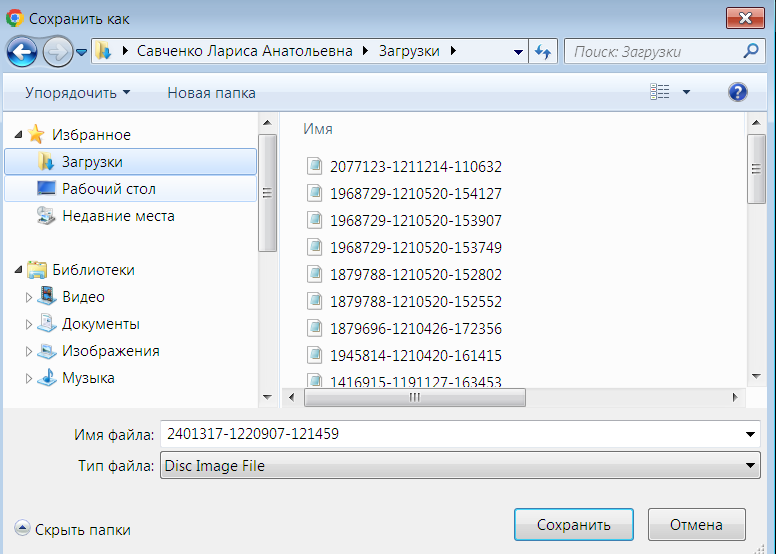 Сохранить как
Савченко Лариса Анатольевна Загрузки
Поиск: Загрузки
Упорядочить Новая папка
Избранное
Загрузки
Рабочий стол
Недавние места
Библиотеки
Видео
Документы
Изображения
Музыка
Имя
2077123-1211214-110632
1968729-1210520-154127
1968729-1210520-153907
1968729-1210520-153749
1879788-1210520-152802
1879788-1210520-152552
1879696-1210426-172356
1945814-1210420-161415
1416915-1191127-163453
Имя файла: 2401317-1220907-121459
Тип файла: Disc Image File
Скрыть папки
Сохранить
Отмена